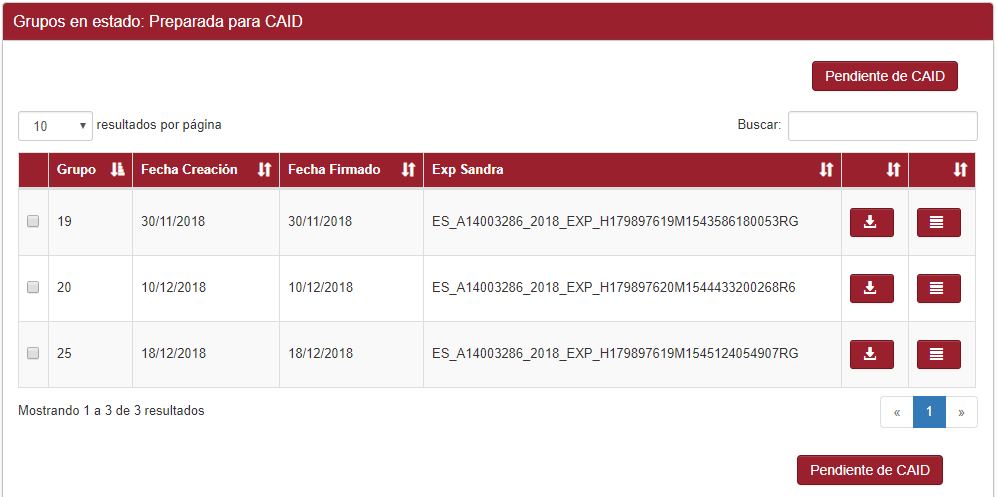 Grupos en estado: Preparada para CAID
Pendiente de CAID
10 resultados por página Buscar:
Grupo Fecha Creación Fecha Firmado Exp Sandra
19 30/11/2018 30/11/2018 ES_A14003286_2018_EXP_H179897619M1543586180053RG
20 10/12/2018 10/12/2018 ES_A14003286_2018_EXP_H179897620M1544433200268R6
25 18/12/2018 18/12/2018 ES_A14003286_2018_EXP_H179897619M1545124054907RG
Mostrando 1 a 3 de 3 resultados « 1 »
Pendiente de CAID